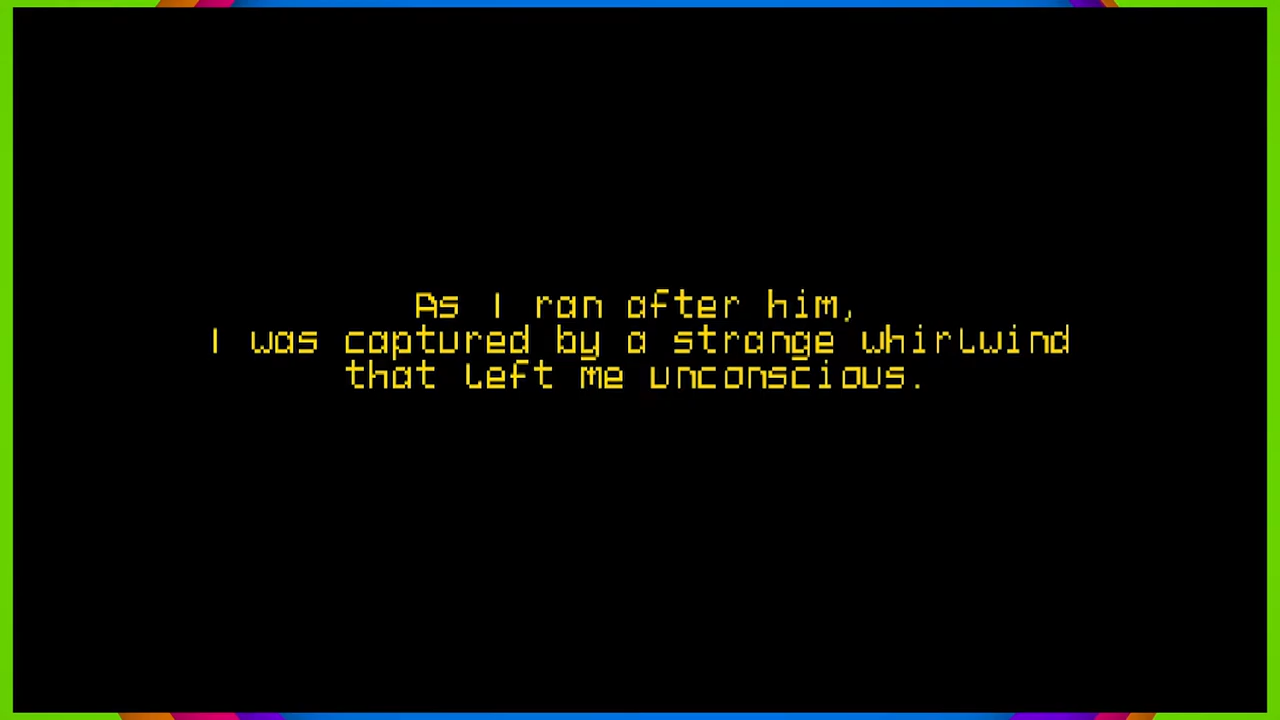 As I ran after him,
I was captured by a strange whirlwind
that left me unconscious.